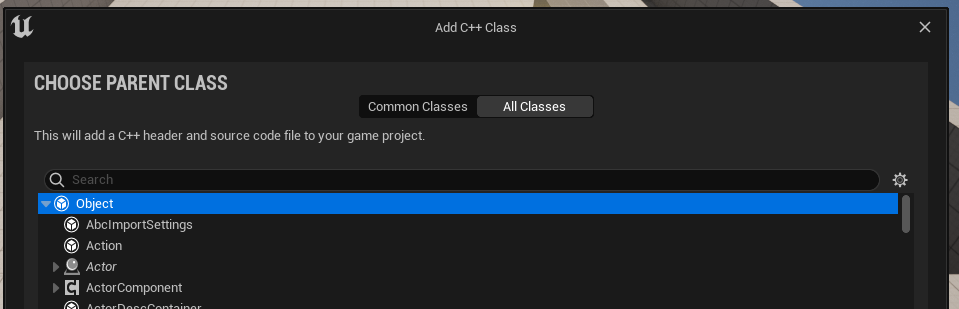 Add C++ Class
CHOOSE PARENT CLASS
Common Classes All Classes
This will add a C++ header and source code file to your game project.
Search
Object
AbcImportSettings
Action
Actor
ActorComponent
ActorDescContainer